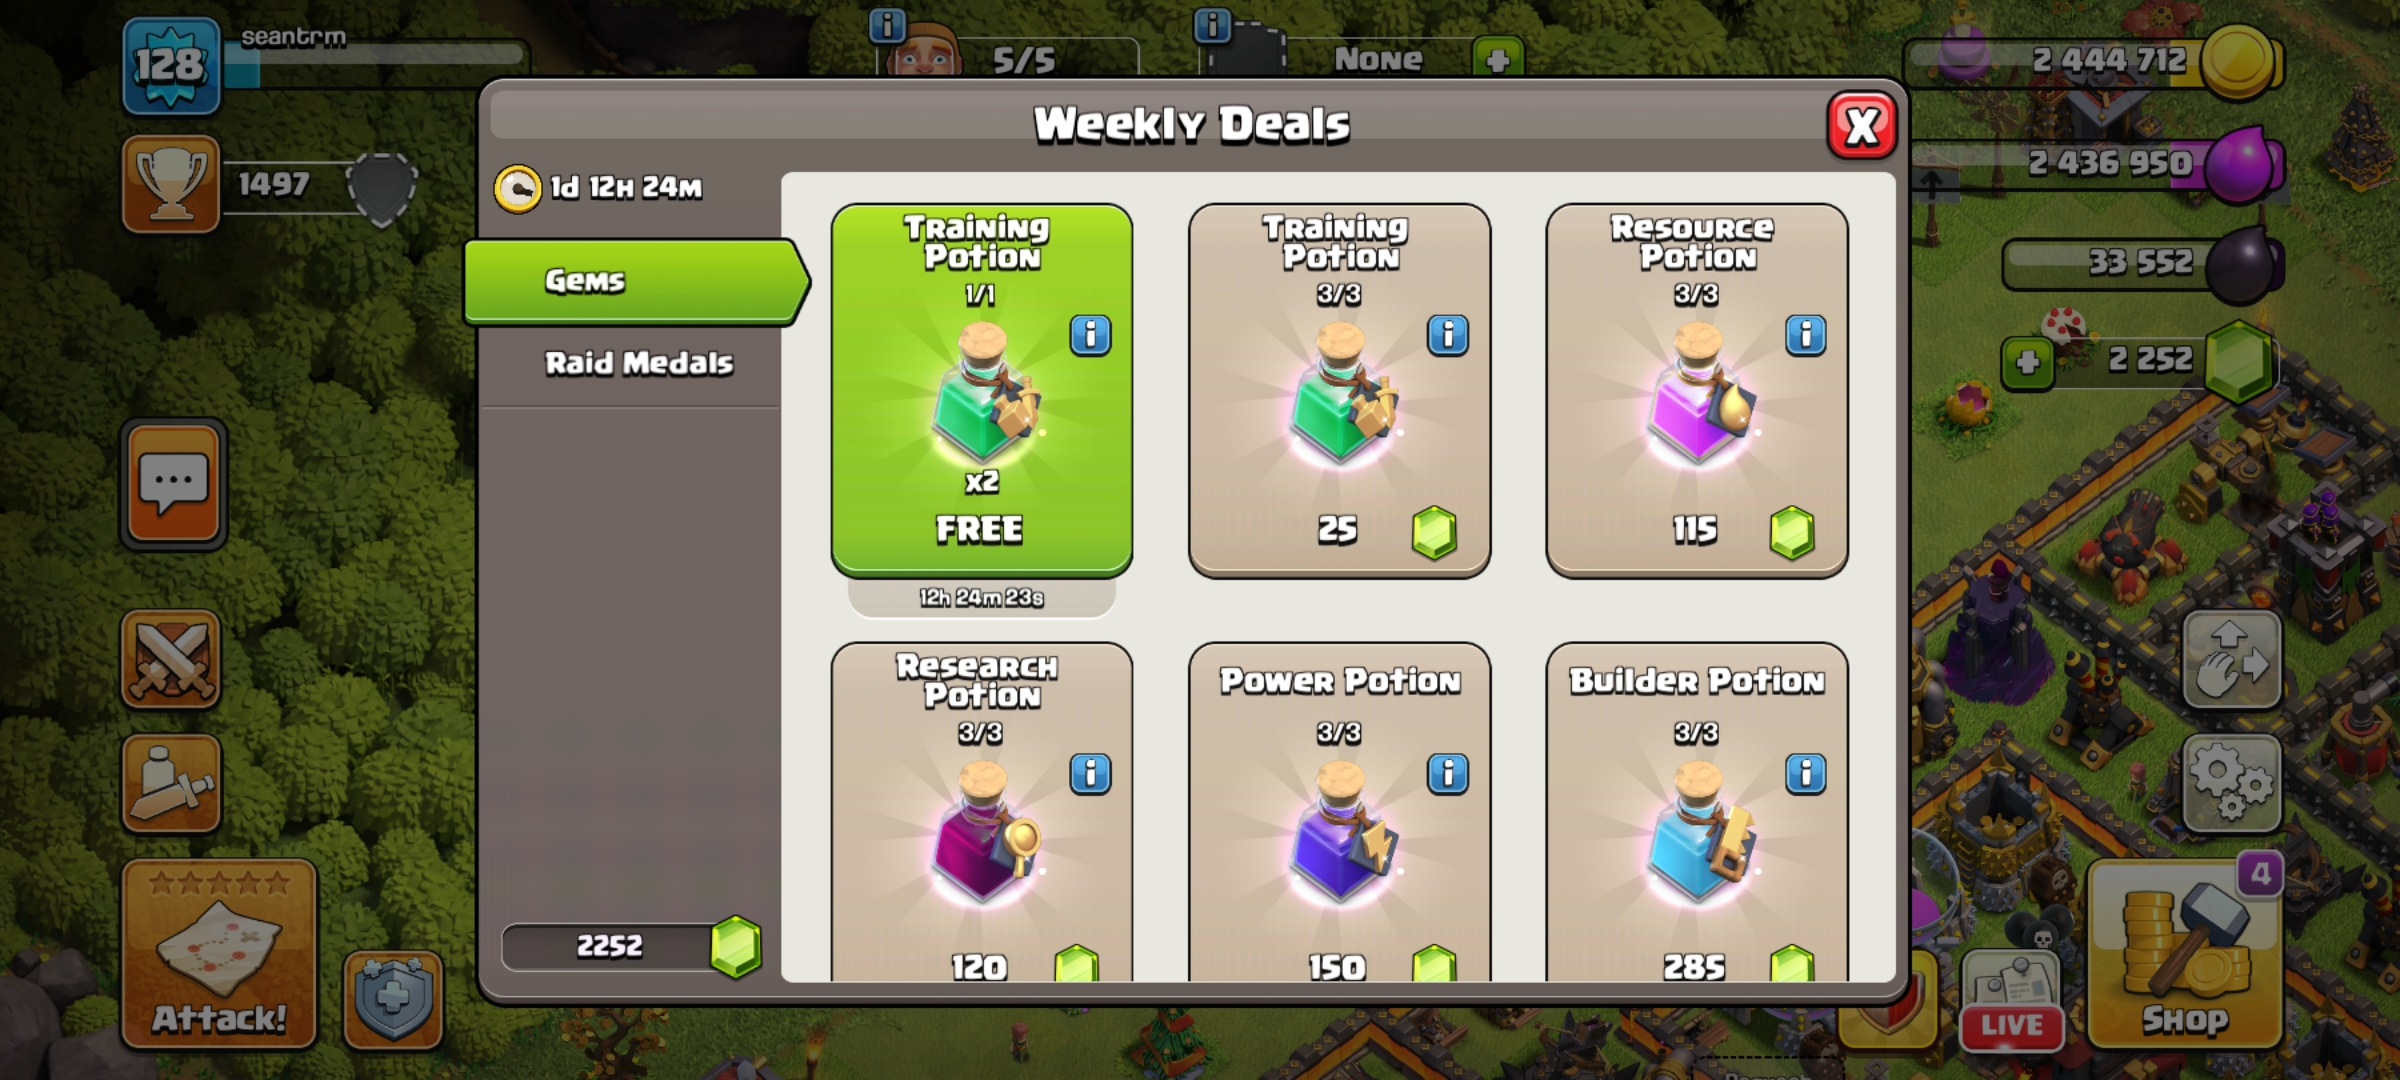 128
seantrm
5/5
None
2 444 712
1497
2 436 950
33 552
2 252
Weekly Deals
X
1d 12H 24M
Gems
Raid Medals
2252
Training
Potion
1/1
x2
FREE
12h 24m 23s
Training
Potion
3/3
25
Resource
Potion
3/3
115
Research
Potion
3/3
120
Power Potion
3/3
150
Builder Potion
3/3
285
Attack!
LIVE
4
Shop